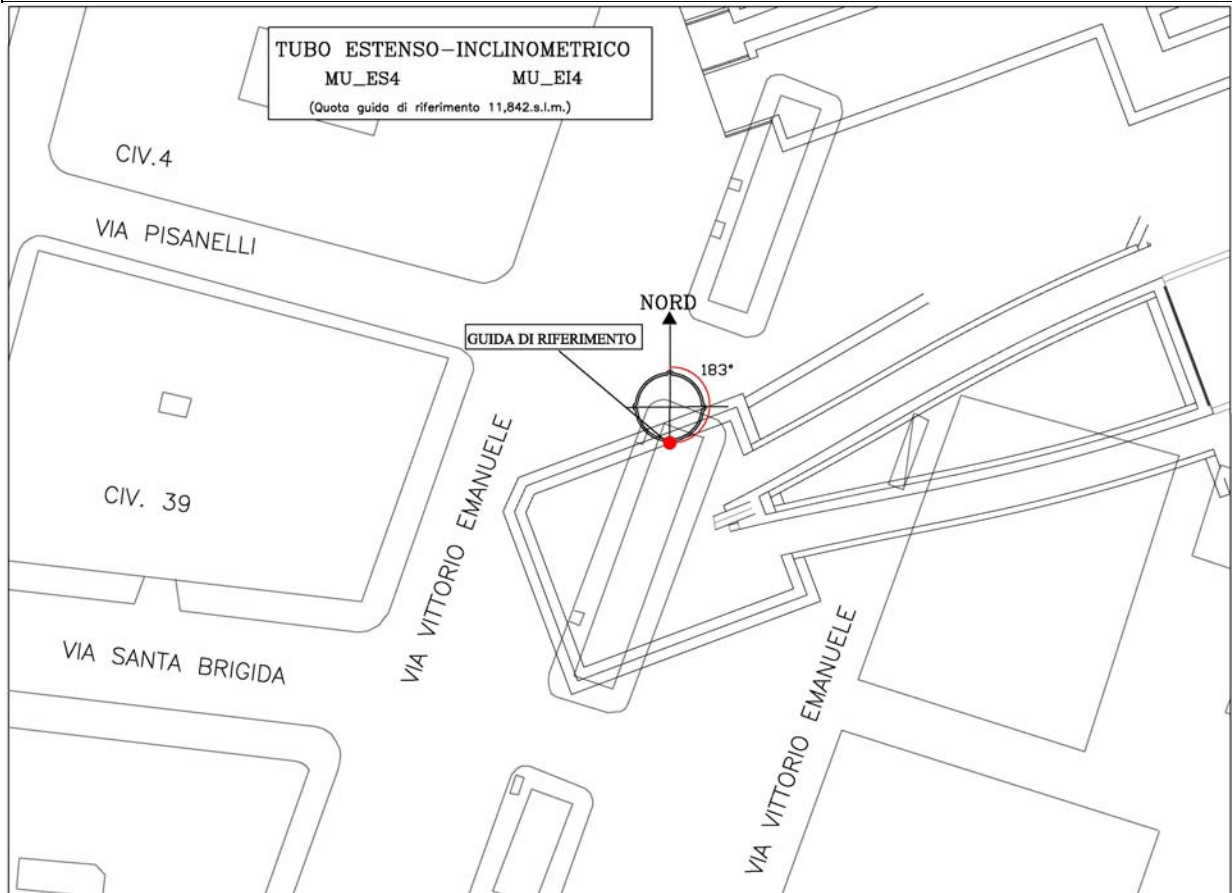 TUBO ESTENSO-INCLINOMETRICO
MU_ES4 MU_EI4
(Quota guida di riferimento 11,842.s.l.m.)
CIV.4
VIA PISANELLI
NORD
GUIDA DI RIFERIMENTO
183°
CIV. 39
VIA VITTORIO EMANUELE
VIA SANTA BRIGIDA
VIA VITTORIO EMANUELE